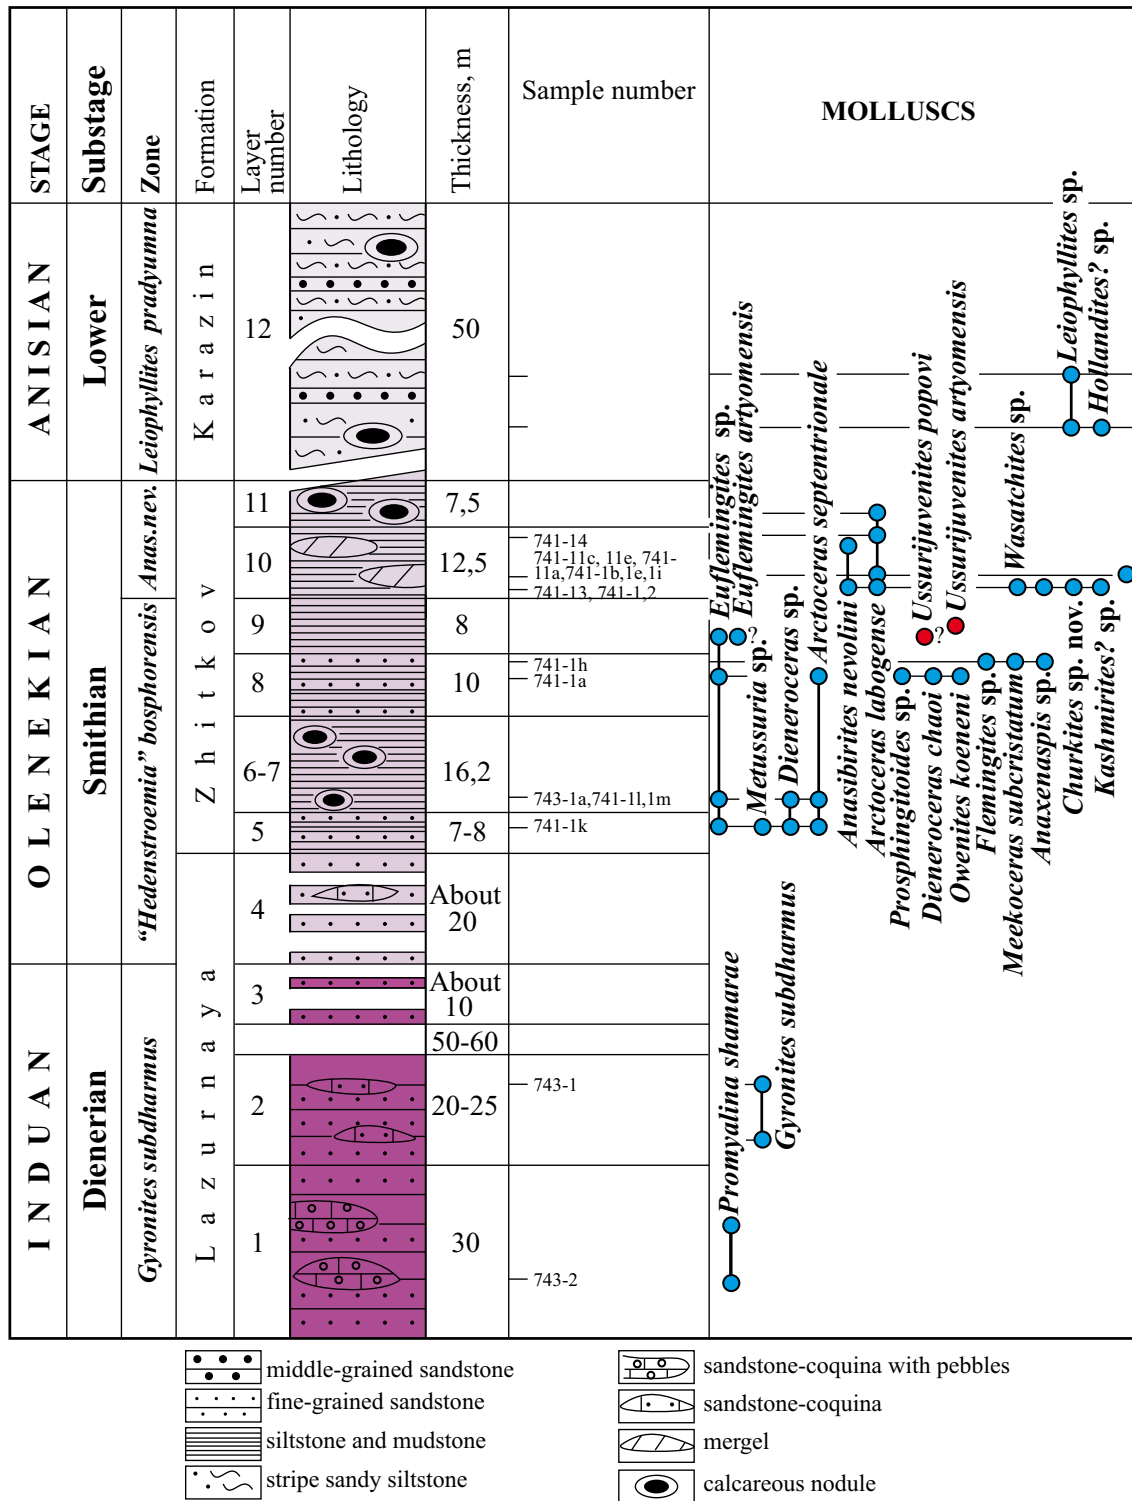 STAGE
Substage
Zone
Formation
Layer
number
Lithology
Thickness, m
Sample number
MOLLUSCS
ANISIAN
Lower
Leiophyllites pradyumna
Karazin
12
50
Leiophyllites sp.
Hollandites? sp.
OLENEKIAN
Smithian
Anas.nev.
"Hedenstroemia" bosphorensis
Zhitkov
11
7,5
10
12,5
741-14
741-11c, 11e, 741-
11a,741-1b,1e,1i
741-13, 741-1,2
9
8
8
10
741-1h
741-1a
6-7
16,2
743-1a,741-1l,1m
5
7-8
741-1k
4
About
20
Euflemingites sp.
Euflemingites artyomensis
?
Metussuria sp.
Dieneroceras sp.
Arctoceras septentrionale
Anasibirites nevolini
Arctoceras labogense
Ussurijuvenites popovi
?
Ussurijuvenites artyomensis
Prosphingitoides sp.
Dieneroceras chaoi
Owenites koeneni
Flemingites sp.
Wasatchites sp.
Meekoceras subcristatum
Anaxenaspis sp.
Churkites sp. nov.
Kashmirites? sp.
INDUAN
Dienerian
Gyronites subdharmus
Lazurnaya
3
About
10
50-60
2
20-25
743-1
1
30
743-2
Promyalina shamarae
Gyronites subdharmus
middle-grained sandstone
fine-grained sandstone
siltstone and mudstone
stripe sandy siltstone
sandstone-coquina with pebbles
sandstone-coquina
mergel
calcareous nodule